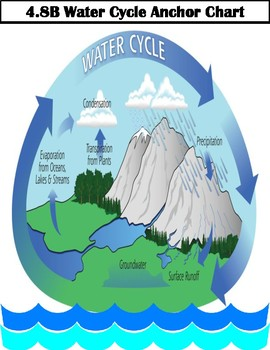 4.8B Water Cycle Anchor Chart
WATER CYCLE
Condensation
Precipitation
Transpiration
from Plants
Evaporation
from Oceans,
Lakes & Streams
Groundwater
Surface Runoff